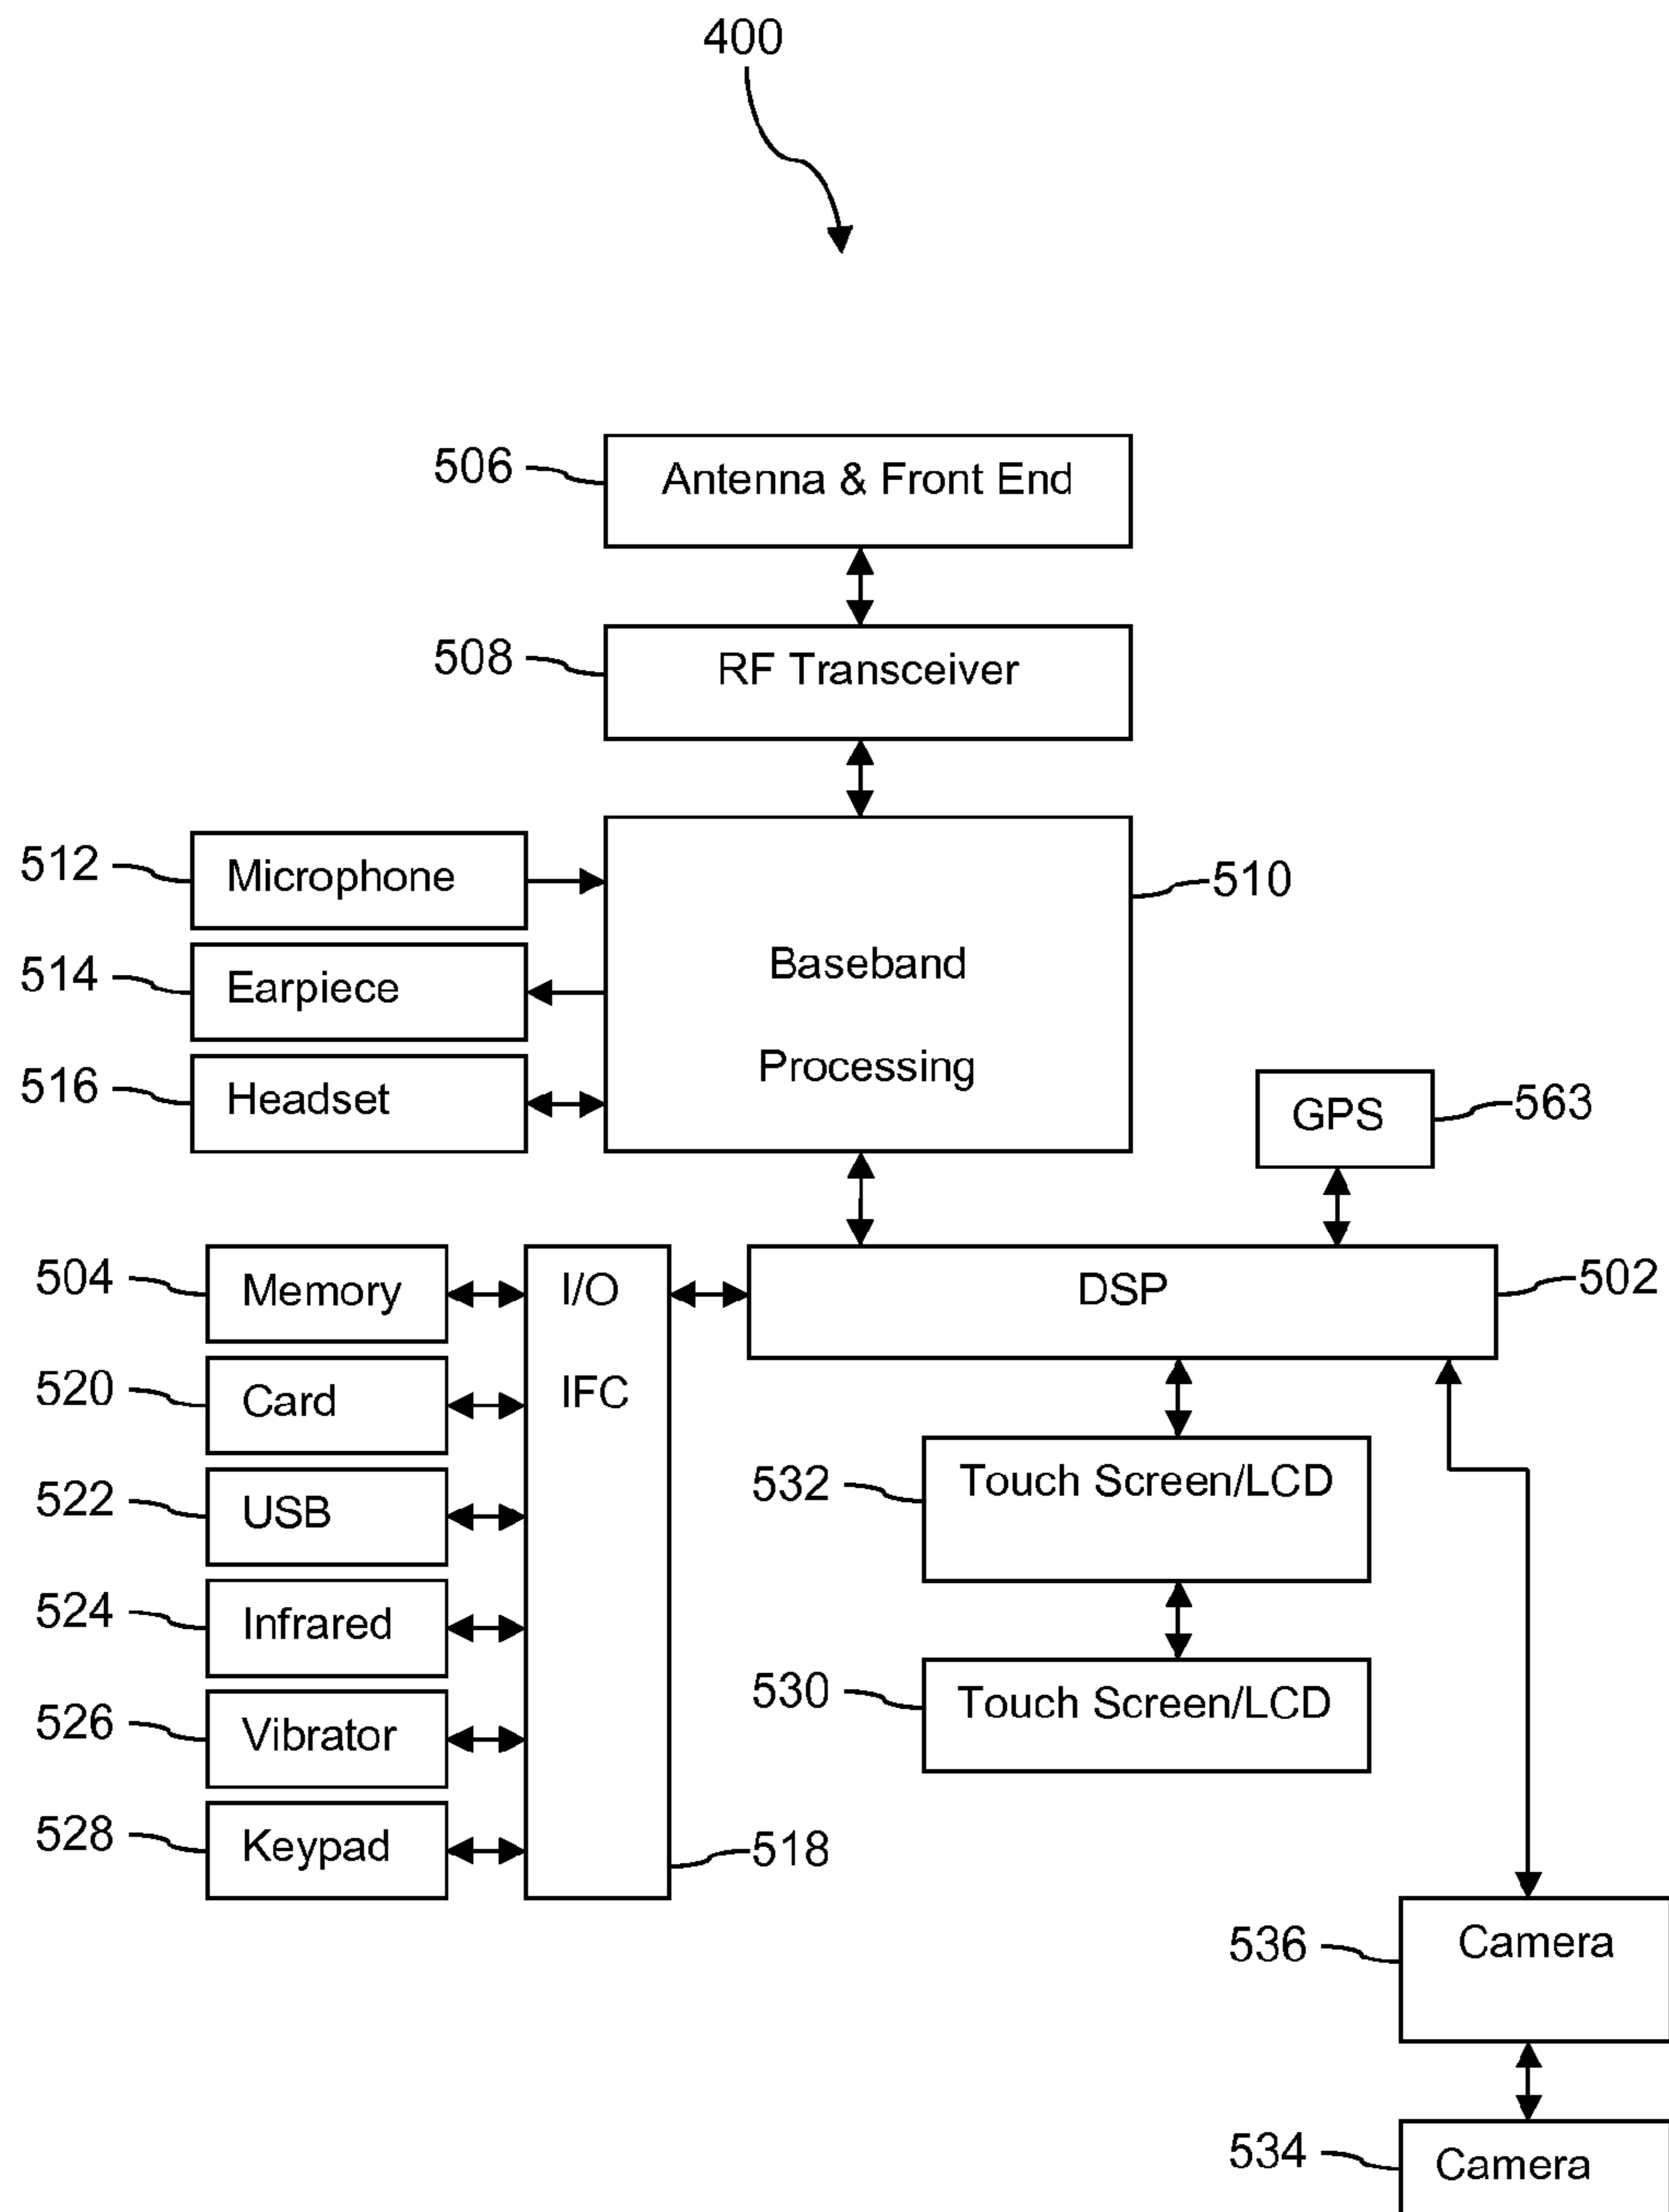 400
506
Antenna & Front End
508
RF Transceiver
512
Microphone
510
514
Earpiece
Baseband
Processing
516
Headset
GPS
563
504
Memory
I/O
DSP
502
520
Card
IFC
522
USB
532
Touch Screen/LCD
524
Infrared
526
Vibrator
530
Touch Screen/LCD
528
Keypad
518
536
Camera
534
Camera